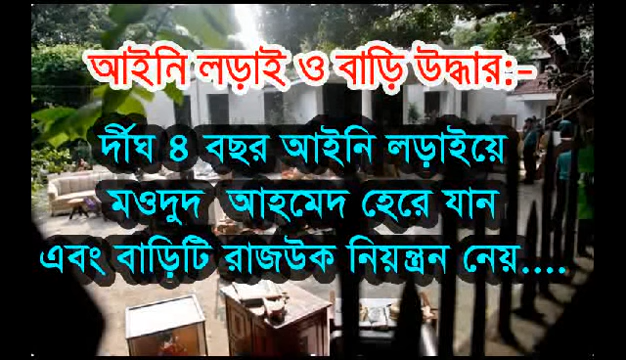 আইনি লড়াই ও বাড়ি উদ্ধার:-
র্দীঘ ৪ বছর আইনি লড়াইয়ে
মওদুদ আহমেদ হেরে যান
এবং বাড়িটি রাজউক নিয়ন্ত্রন নেয়....